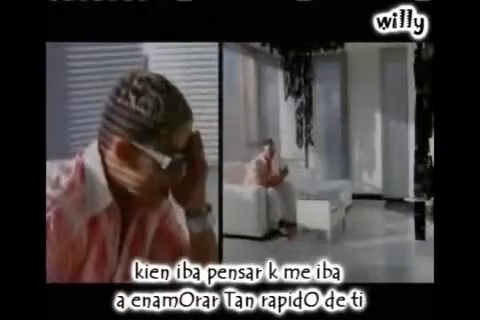 willy
kien iba pensar k me iba
a enamOrar Tan rapidO de ti